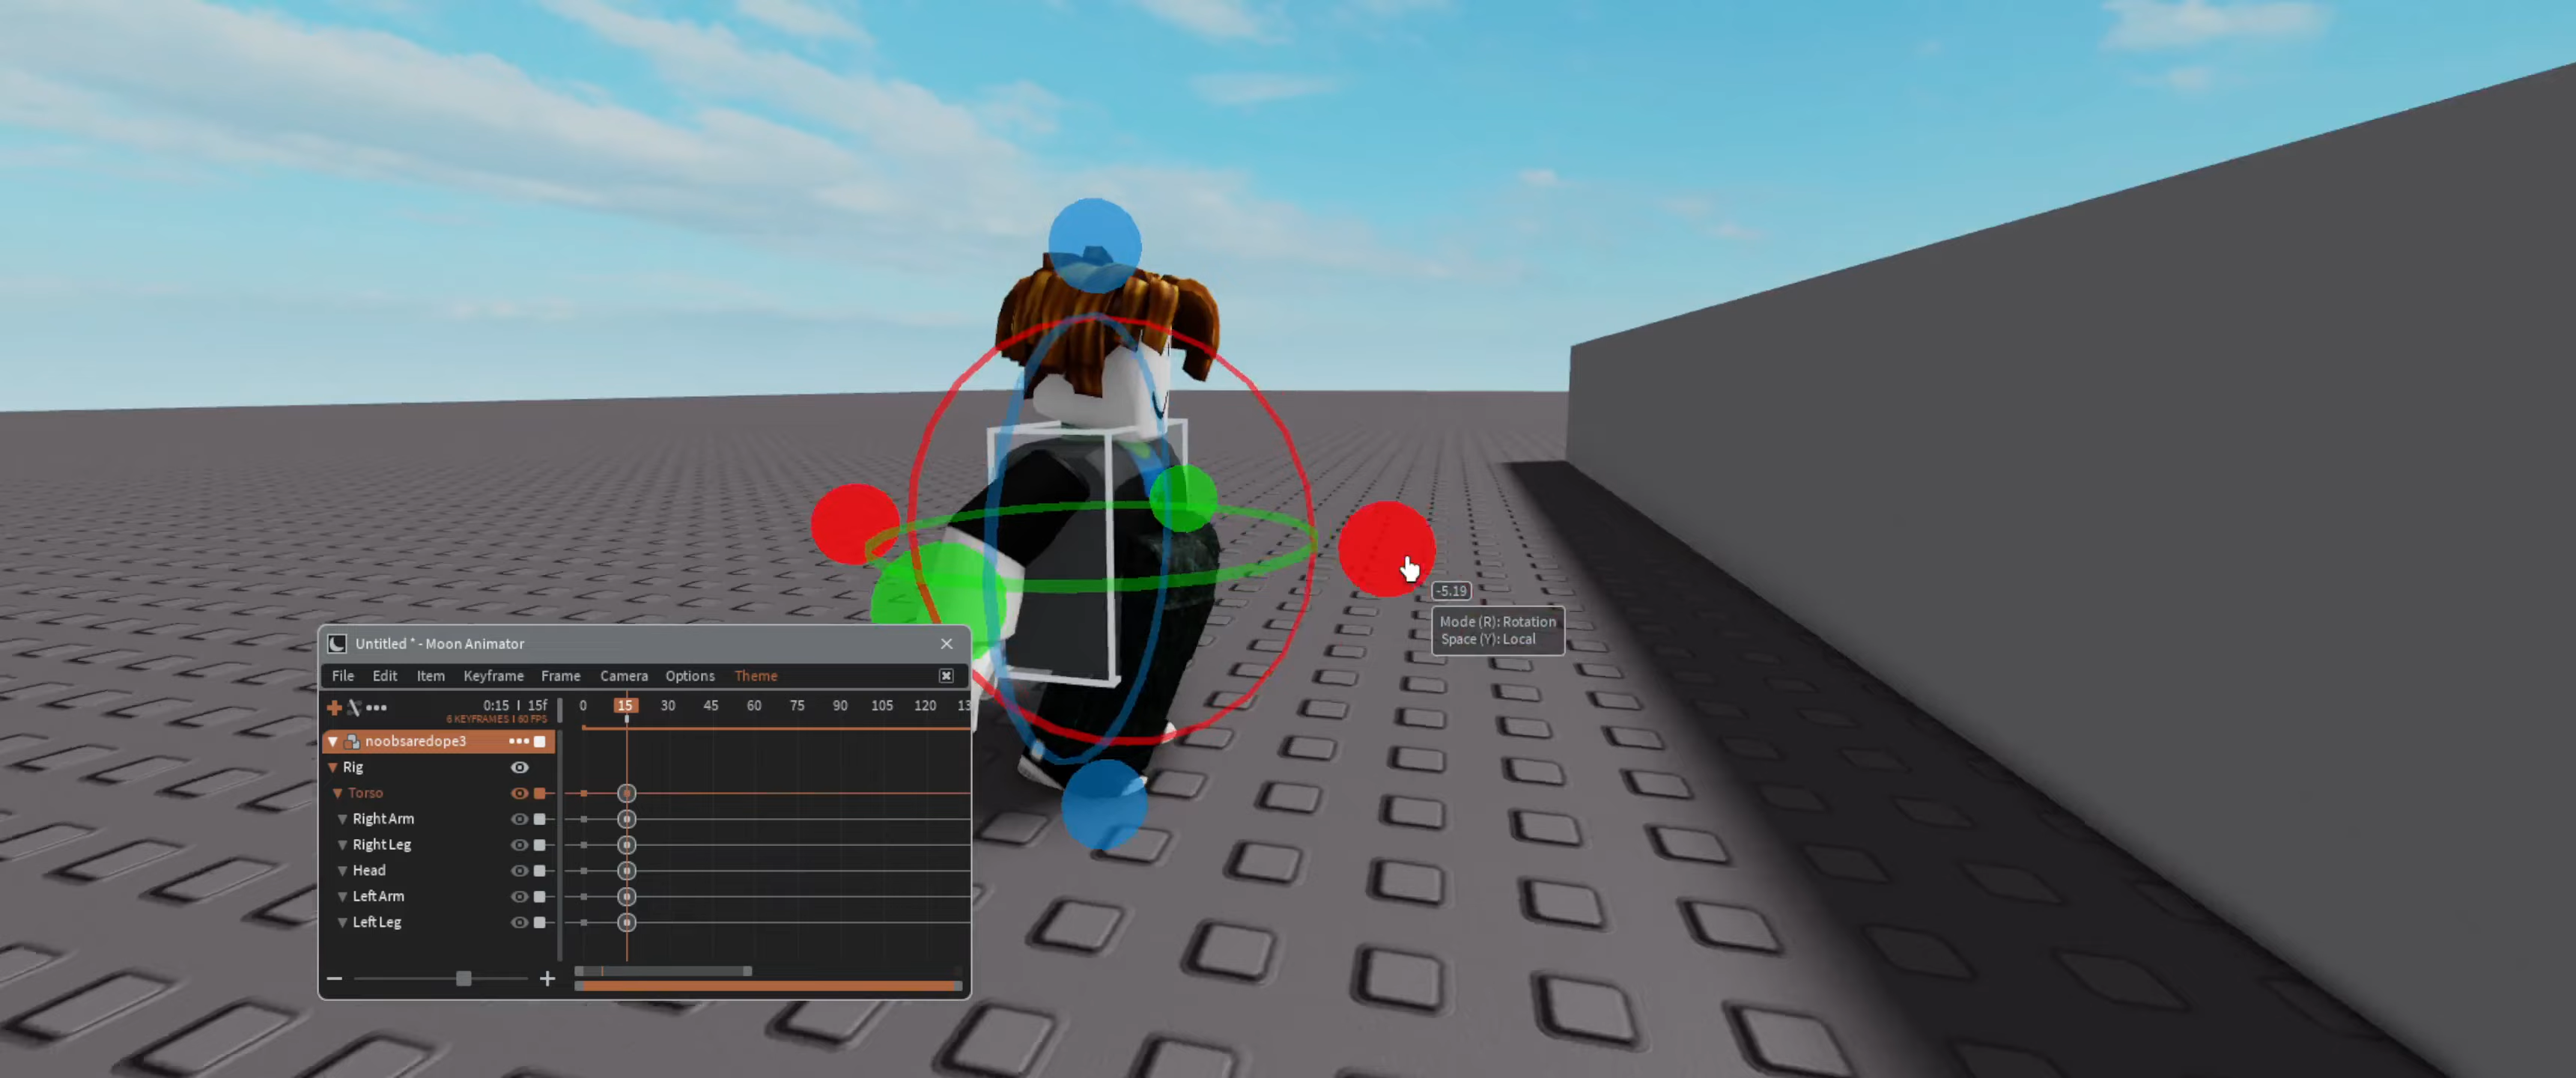 -5.19
Mode (R): Rotation
Space (Y): Local
Untitled * - Moon Animator
File Edit Item Keyframe Frame Camera Options Theme
0:15 | 15f 0 15 30 45 60 75 90 105 120 13
6 KEYFRAMES | 60 FPS
noobsaredope3
Rig
Torso
Right Arm
Right Leg
Head
Left Arm
Left Leg